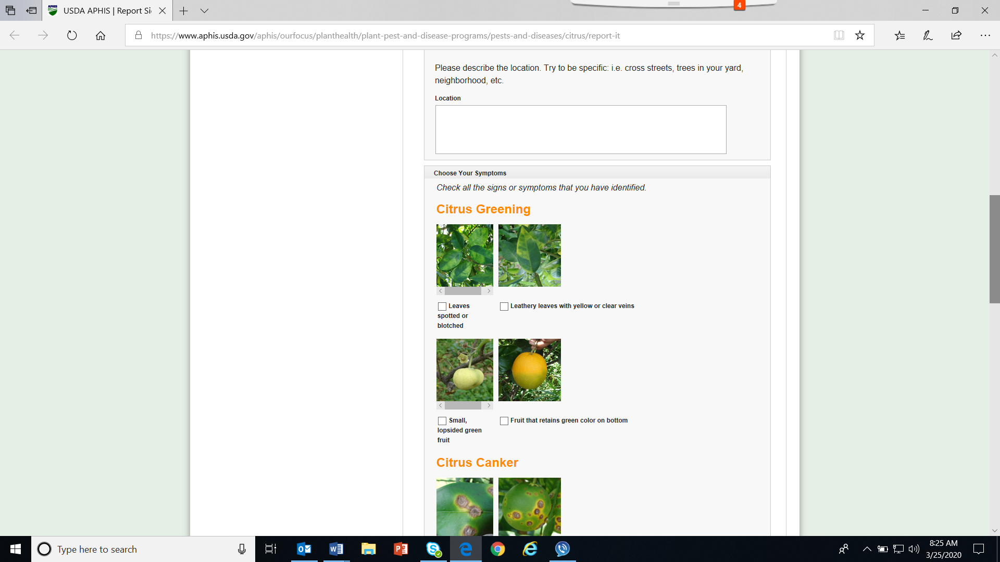 APHIS
USDA APHIS | Report Si
4
https://www.aphis.usda.gov/aphis/ourfocus/planthealth/plant-pest-and-disease-programs/pests-and-diseases/citrus/report-it
Please describe the location. Try to be specific: i.e. cross streets, trees in your yard,
neighborhood, etc.
Location
Choose Your Symptoms
Check all the signs or symptoms that you have identified.
Citrus Greening
Leaves
spotted or
blotched
Leathery leaves with yellow or clear veins
Small,
lopsided green
fruit
Fruit that retains green color on bottom
Citrus Canker
Type here to search
8:25 AM
3/25/2020